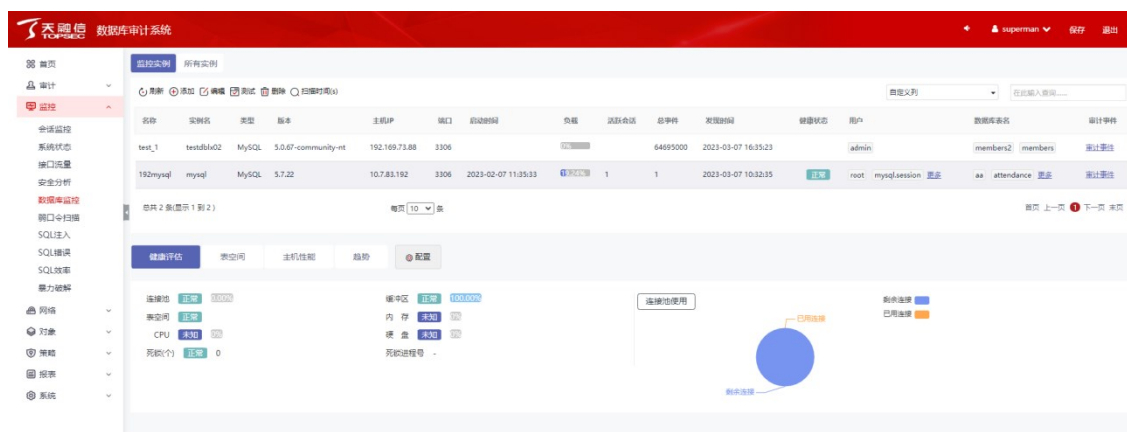 天融信 TOPSEC 数据库审计系统 superman 保存 退出
首页
审计
监控
会话监控
系统状态
接口流量
安全分析
数据库监控
弱口令扫描
SQL注入
SQL错误
SQL效率
暴力破解
网络
对象
策略
报表
系统
监控实例 所有实例
刷新 添加 编辑 测试 删除 扫描时间(s) 自定义列 在此输入查询......
名称 实例名 类型 版本 主机IP 端口 启动时间 负载 活跃会话 总事件 发现时间 健康状态 用户 数据库表名 审计事件
test_1 testdblx02 MySQL 5.0.67-community-nt 192.169.73.88 3306 0% 64695000 2023-03-07 16:35:23 admin members2 members 审计事件
192mysql mysql MySQL 5.7.22 10.7.83.192 3306 2023-02-07 11:35:33 1 1 2023-03-07 10:32:35 正常 root mysql.session 更多 aa attendance 更多 审计事件
总共 2 条(显示 1 到 2 ) 每页 10 条 首页 上一页 1 下一页 末页
健康评估 表空间 主机性能 趋势 配置
连接池 正常 缓冲区 正常 100.00% 连接池使用 剩余连接
表空间 正常 内 存 未知 0% 已用连接 已用连接
CPU 未知 0% 硬 盘 未知 0%
死锁(个) 正常 0 死锁进程号 -
剩余连接